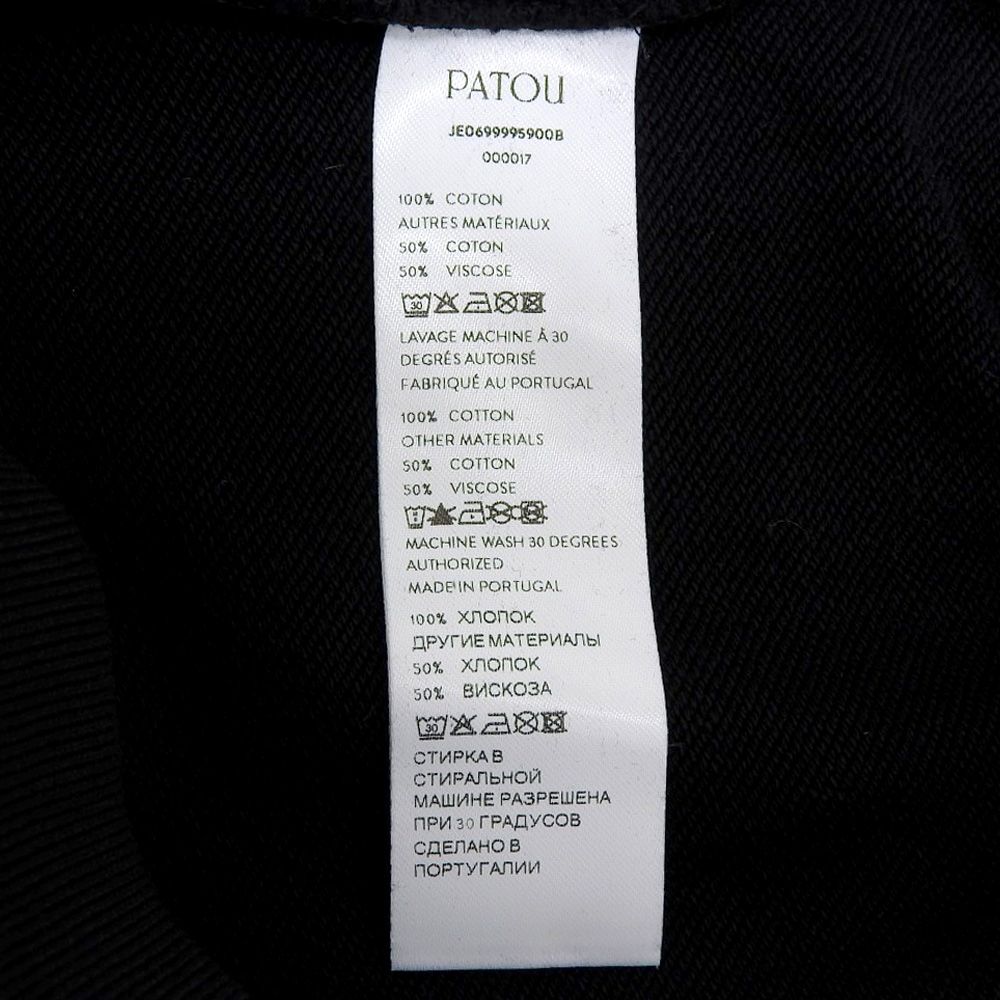 PATOU
JE0699995900B
000017
100% COTON
AUTRES MATÉRIAUX
50% COTON
50% VISCOSE
30
LAVAGE MACHINE À 30
DEGRÉS AUTORISÉ
FABRIQUÉ AU PORTUGAL
100% COTTON
OTHER MATERIALS
50% COTTON
50% VISCOSE
MACHINE WASH 30 DEGREES
AUTHORIZED
MADE IN PORTUGAL
100% ХЛОПОК
ДРУГИЕ МАТЕРИАЛЫ
50% ХЛОПОК
50% ВИСКОЗА
30
СТИРКА В
СТИРАЛЬНОЙ
МАШИНЕ РАЗРЕШЕНА
ПРИ 30 ГРАДУСОВ
СДЕЛАНО В
ПОРТУГАЛИИ